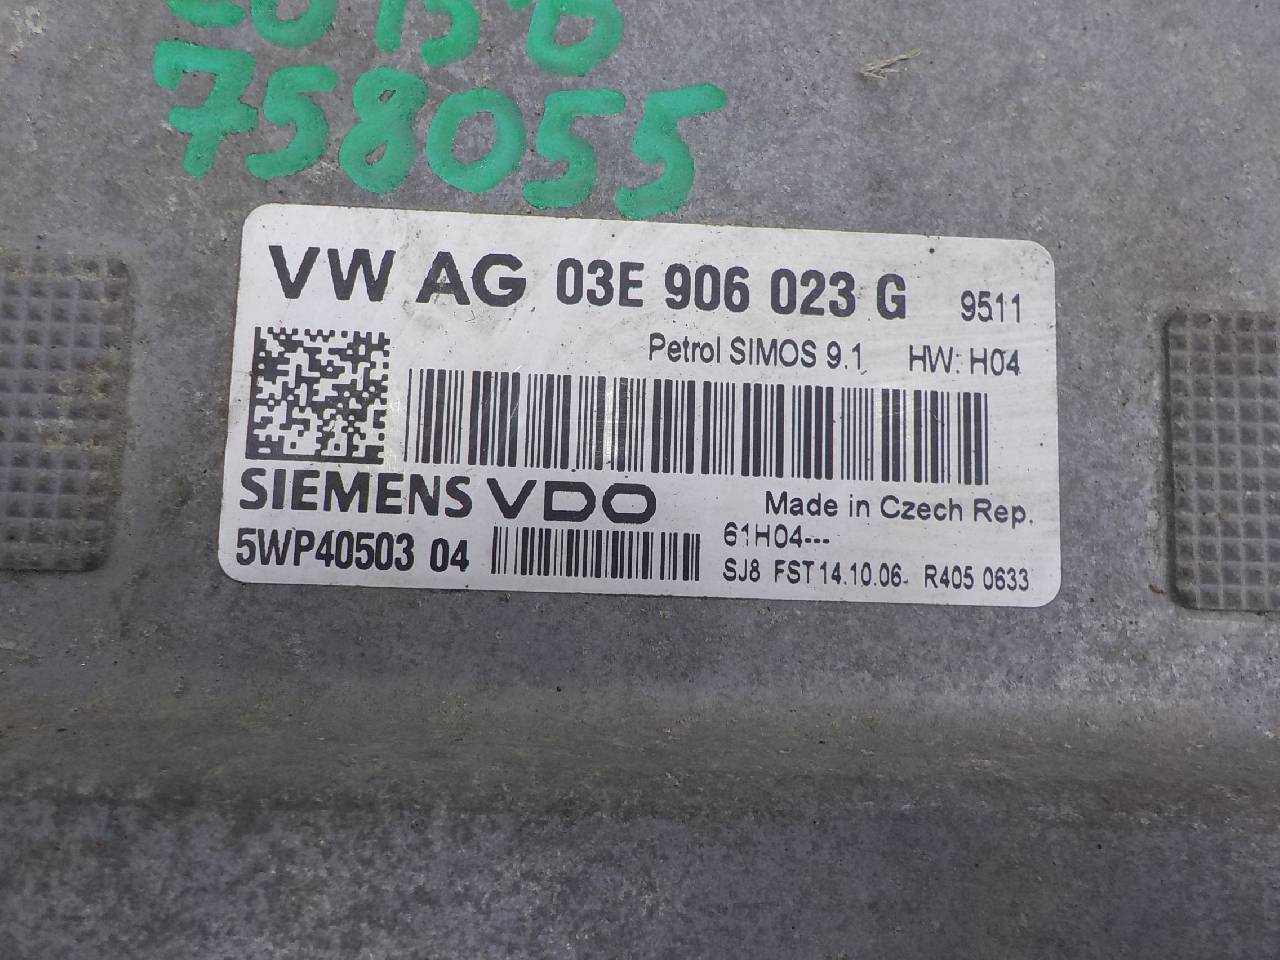 758055
VW AG 03E 906 023 G 9511
Petrol SIMOS 9.1 HW: H04
SIEMENS VDO Made in Czech Rep.
5WP40503 04 61H04---
SJ8 FST 14.10.06- R405 0633